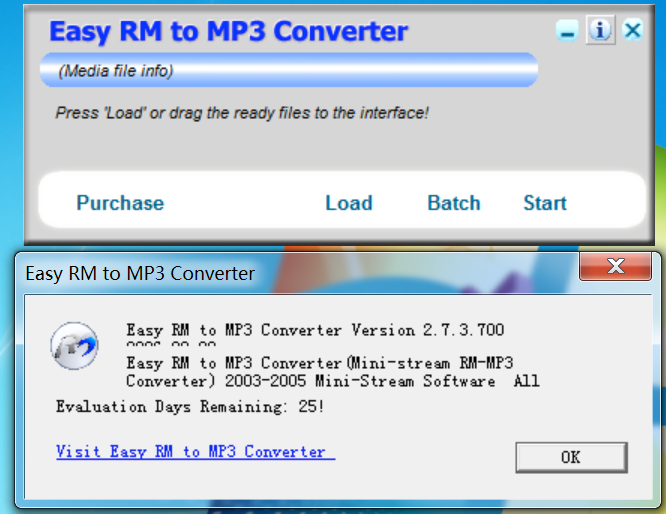 Easy RM to MP3 Converter
(Media file info)
Press 'Load' or drag the ready files to the interface!
Purchase Load Batch Start
Easy RM to MP3 Converter
Easy RM to MP3 Converter Version 2.7.3.700
Easy RM to MP3 Converter(Mini-stream RM-MP3
Converter) 2003-2005 Mini-Stream Software All
Evaluation Days Remaining: 25!
Visit Easy RM to MP3 Converter
OK